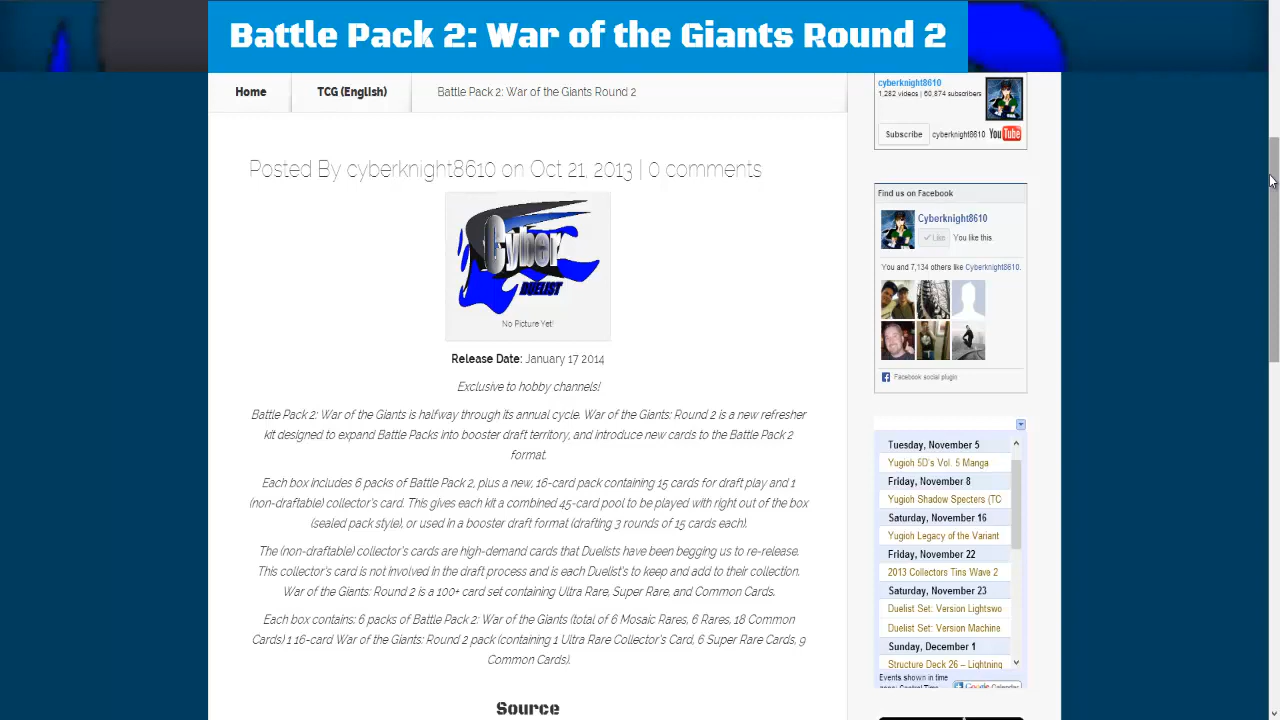 Battle Pack 2: War of the Giants Round 2
Home
TCG (English)
Battle Pack 2: War of the Giants Round 2
Posted By cyberknight8610 on Oct 21, 2013 | 0 comments
Cyber
DUELIST
No Picture Yet!
Release Date: January 17 2014
Exclusive to hobby channels!
Battle Pack 2: War of the Giants is halfway through its annual cycle. War of the Giants: Round 2 is a new refresher
kit designed to expand Battle Packs into booster draft territory, and introduce new cards to the Battle Pack 2
format.
Each box includes 6 packs of Battle Pack 2, plus a new, 16-card pack containing 15 cards for draft play and 1
(non-draftable) collector's card. This gives each kit a combined 45-card pool to be played with right out of the box
(sealed pack style), or used in a booster draft format (drafting 3 rounds of 15 cards each).
The (non-draftable) collector's cards are high-demand cards that Duelists have been begging us to re-release.
This collector's card is not involved in the draft process and is each Duelist's to keep and add to their collection.
War of the Giants: Round 2 is a 100+ card set containing Ultra Rare, Super Rare, and Common Cards,
Each box contains: 6 packs of Battle Pack 2: War of the Giants (total of 6 Mosaic Rares, 6 Rares, 18 Common
Cards) 1 16-card War of the Giants: Round 2 pack (containing 1 Ultra Rare Collector's Card, 6 Super Rare Cards, 9
Common Cards).
Source
cyberknight8610
1,282 videos | 60,874 subscribers
Subscribe
cyberknight8610
YouTube
Find us on Facebook
Cyberknight8610
Like
You like this.
You and 7,134 others like Cyberknight8610.
Facebook social plugin
Tuesday, November 5
Yugioh 5D's Vol. 5 Manga
Friday, November 8
Yugioh Shadow Specters (TC
Saturday, November 16
Yugioh Legacy of the Variant
Friday, November 22
2013 Collectors Tins Wave 2
Saturday, November 23
Duelist Set: Version Lightswo
Duelist Set: Version Machine
Sunday, December 1
Structure Deck 26 – Lightning
Events shown in time
zone: Central Time
Google Calendar